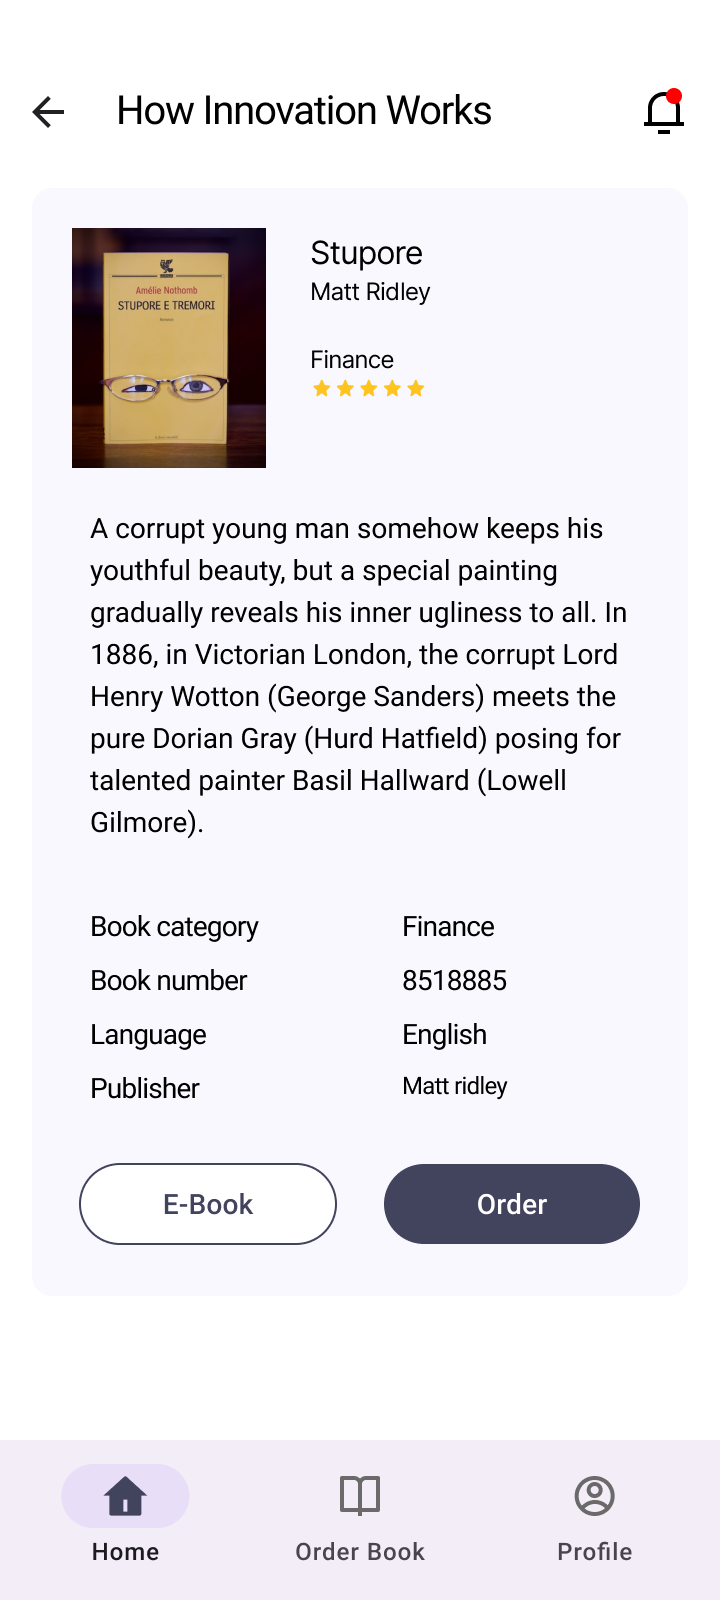 How Innovation Works
Amélie Nothomb
STUPORE E TREMORI
Stupore
Matt Ridley
Finance
A corrupt young man somehow keeps his
youthful beauty, but a special painting
gradually reveals his inner ugliness to all. In
1886, in Victorian London, the corrupt Lord
Henry Wotton (George Sanders) meets the
pure Dorian Gray (Hurd Hatfield) posing for
talented painter Basil Hallward (Lowell
Gilmore).
Book category Finance
Book number 8518885
Language English
Publisher Matt ridley
E-Book Order
Home Order Book Profile